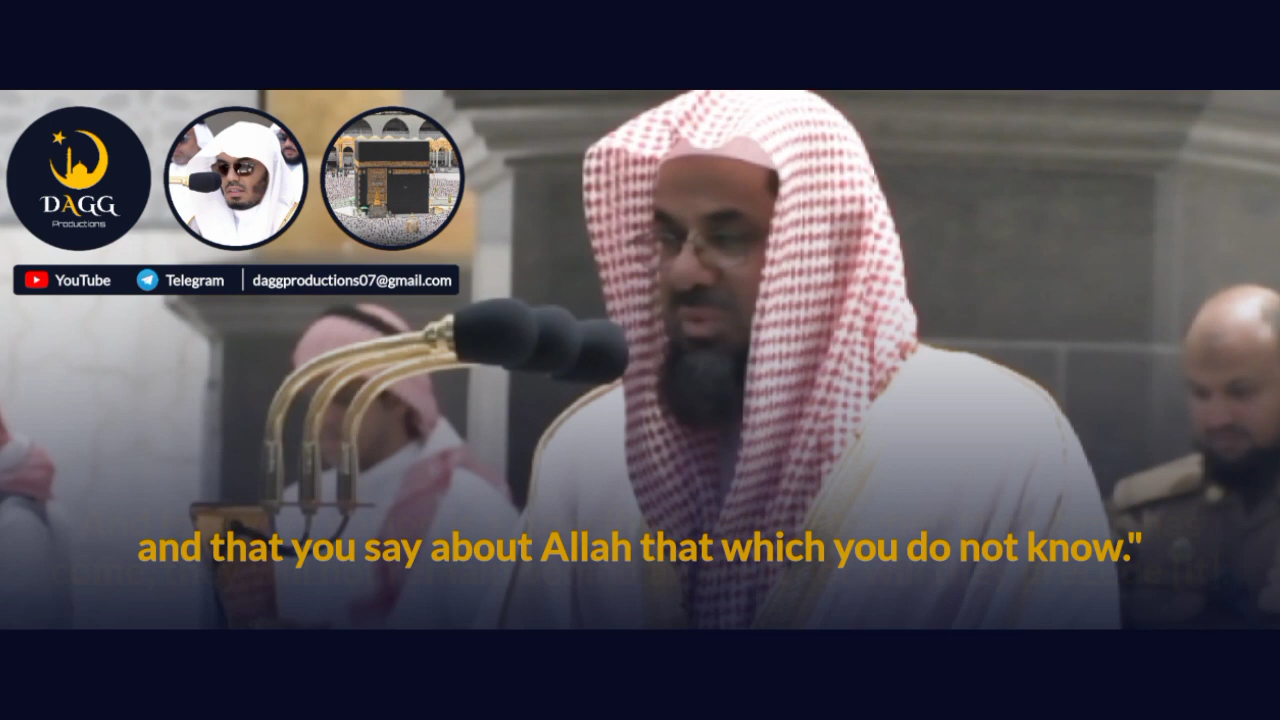 DAGG
Productions
YouTube Telegram daggproductions07@gmail.com
and that you say about Allah that which you do not know."